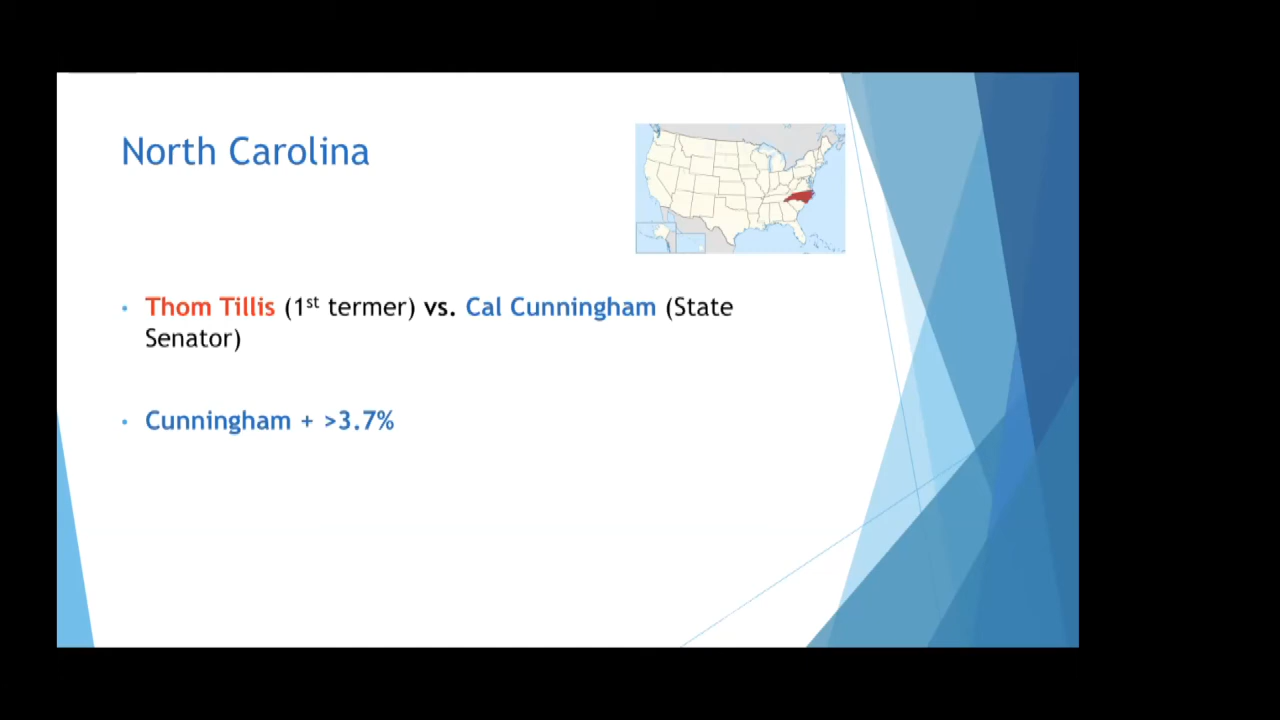 North Carolina
• Thom Tillis (1st termer) vs. Cal Cunningham (State
Senator)
• Cunningham + >3.7%